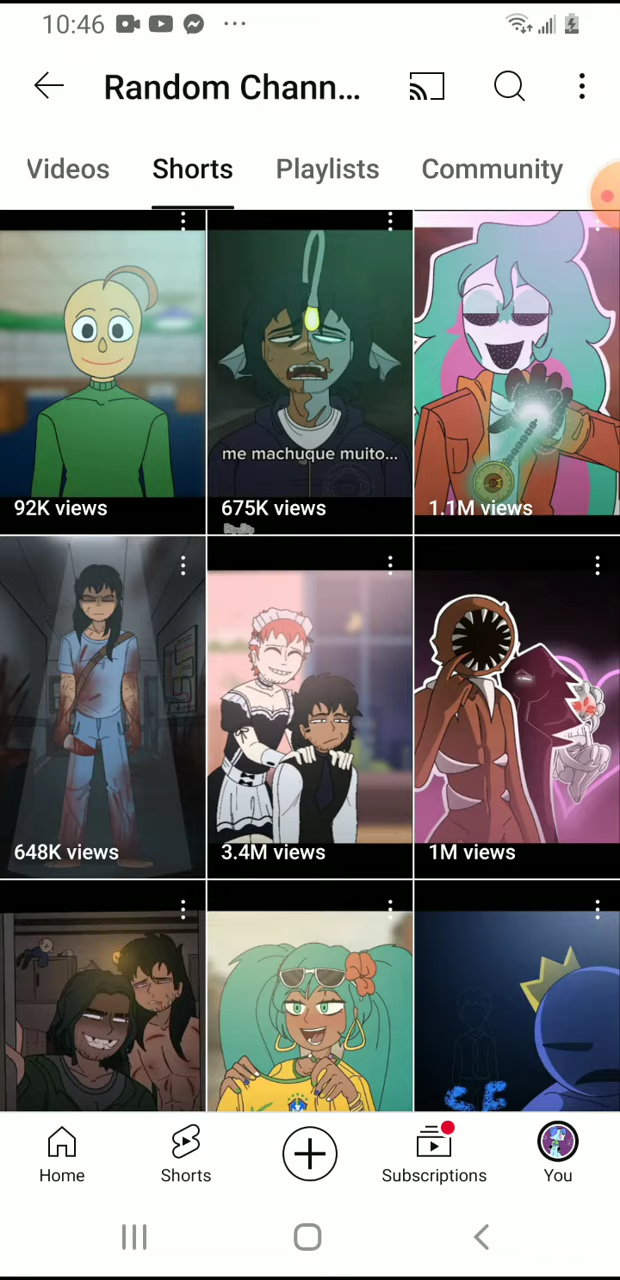 10:46
Random Chann...
Videos
Shorts
Playlists
Community
me machuque muito...
92K views
675K views
1.1M views
648K views
3.4M views
1M views
Home
Shorts
Subscriptions
You